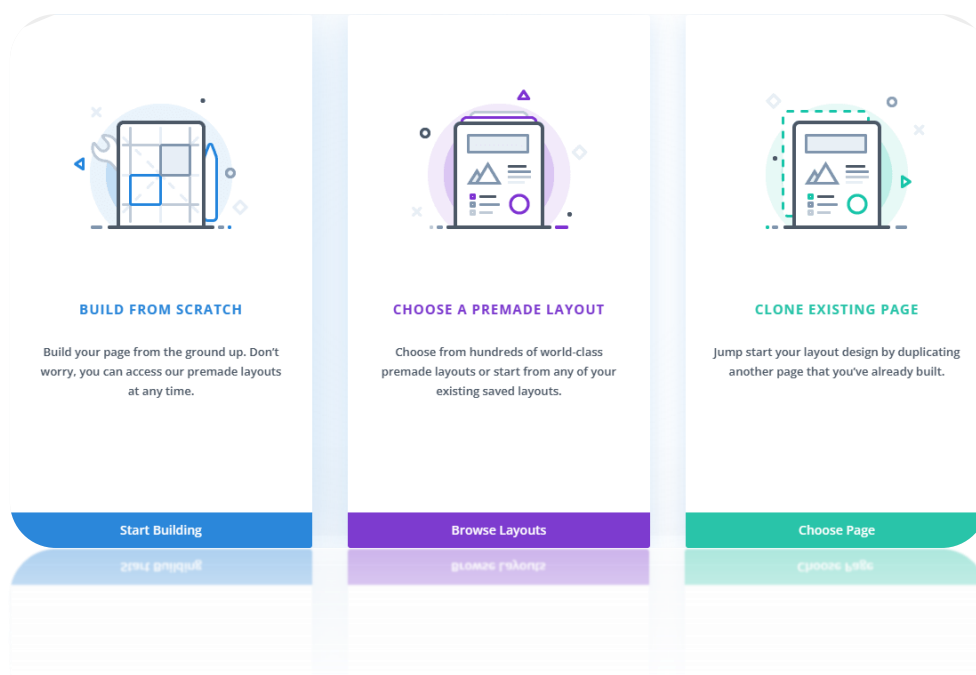 BUILD FROM SCRATCH
Build your page from the ground up. Don't
worry, you can access our premade layouts
at any time.
Start Building
CHOOSE A PREMADE LAYOUT
Choose from hundreds of world-class
premade layouts or start from any of your
existing saved layouts.
Browse Layouts
CLONE EXISTING PAGE
Jump start your layout design by duplicating
another page that you've already built.
Choose Page